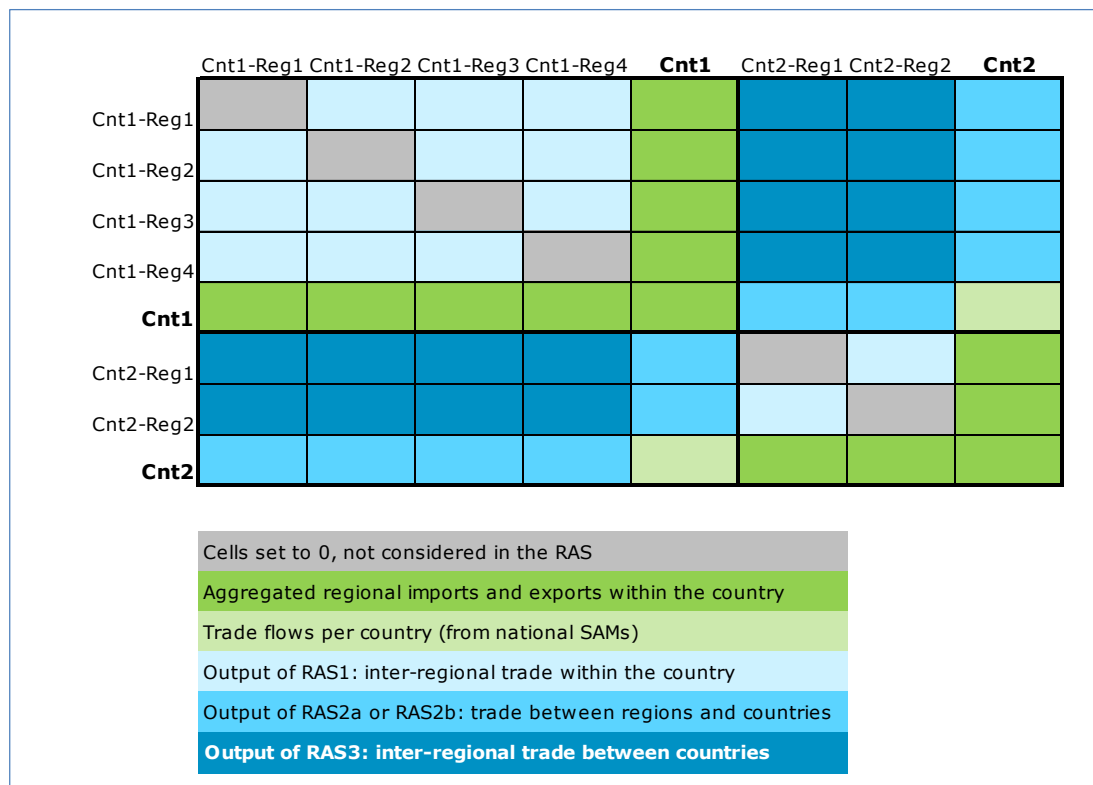 Cnt1-Reg1 Cnt1-Reg2 Cnt1-Reg3 Cnt1-Reg4 Cnt1 Cnt2-Reg1 Cnt2-Reg2 Cnt2
Cnt1-Reg1
Cnt1-Reg2
Cnt1-Reg3
Cnt1-Reg4
Cnt1
Cnt2-Reg1
Cnt2-Reg2
Cnt2
Cells set to 0, not considered in the RAS
Aggregated regional imports and exports within the country
Trade flows per country (from national SAMs)
Output of RAS1: inter-regional trade within the country
Output of RAS2a or RAS2b: trade between regions and countries
Output of RAS3: inter-regional trade between countries